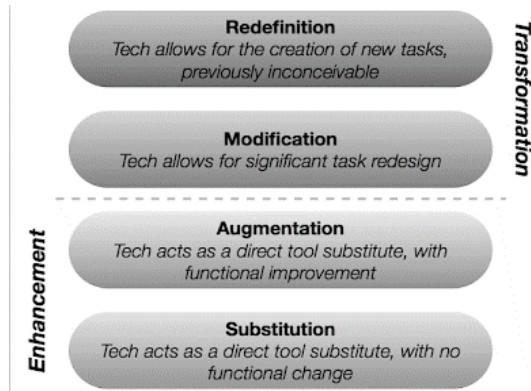 Redefinition
Tech allows for the creation of new tasks,
previously inconceivable
Transformation
Modification
Tech allows for significant task redesign
Enhancement
Augmentation
Tech acts as a direct tool substitute, with
functional improvement
Substitution
Tech acts as a direct tool substitute, with no
functional change